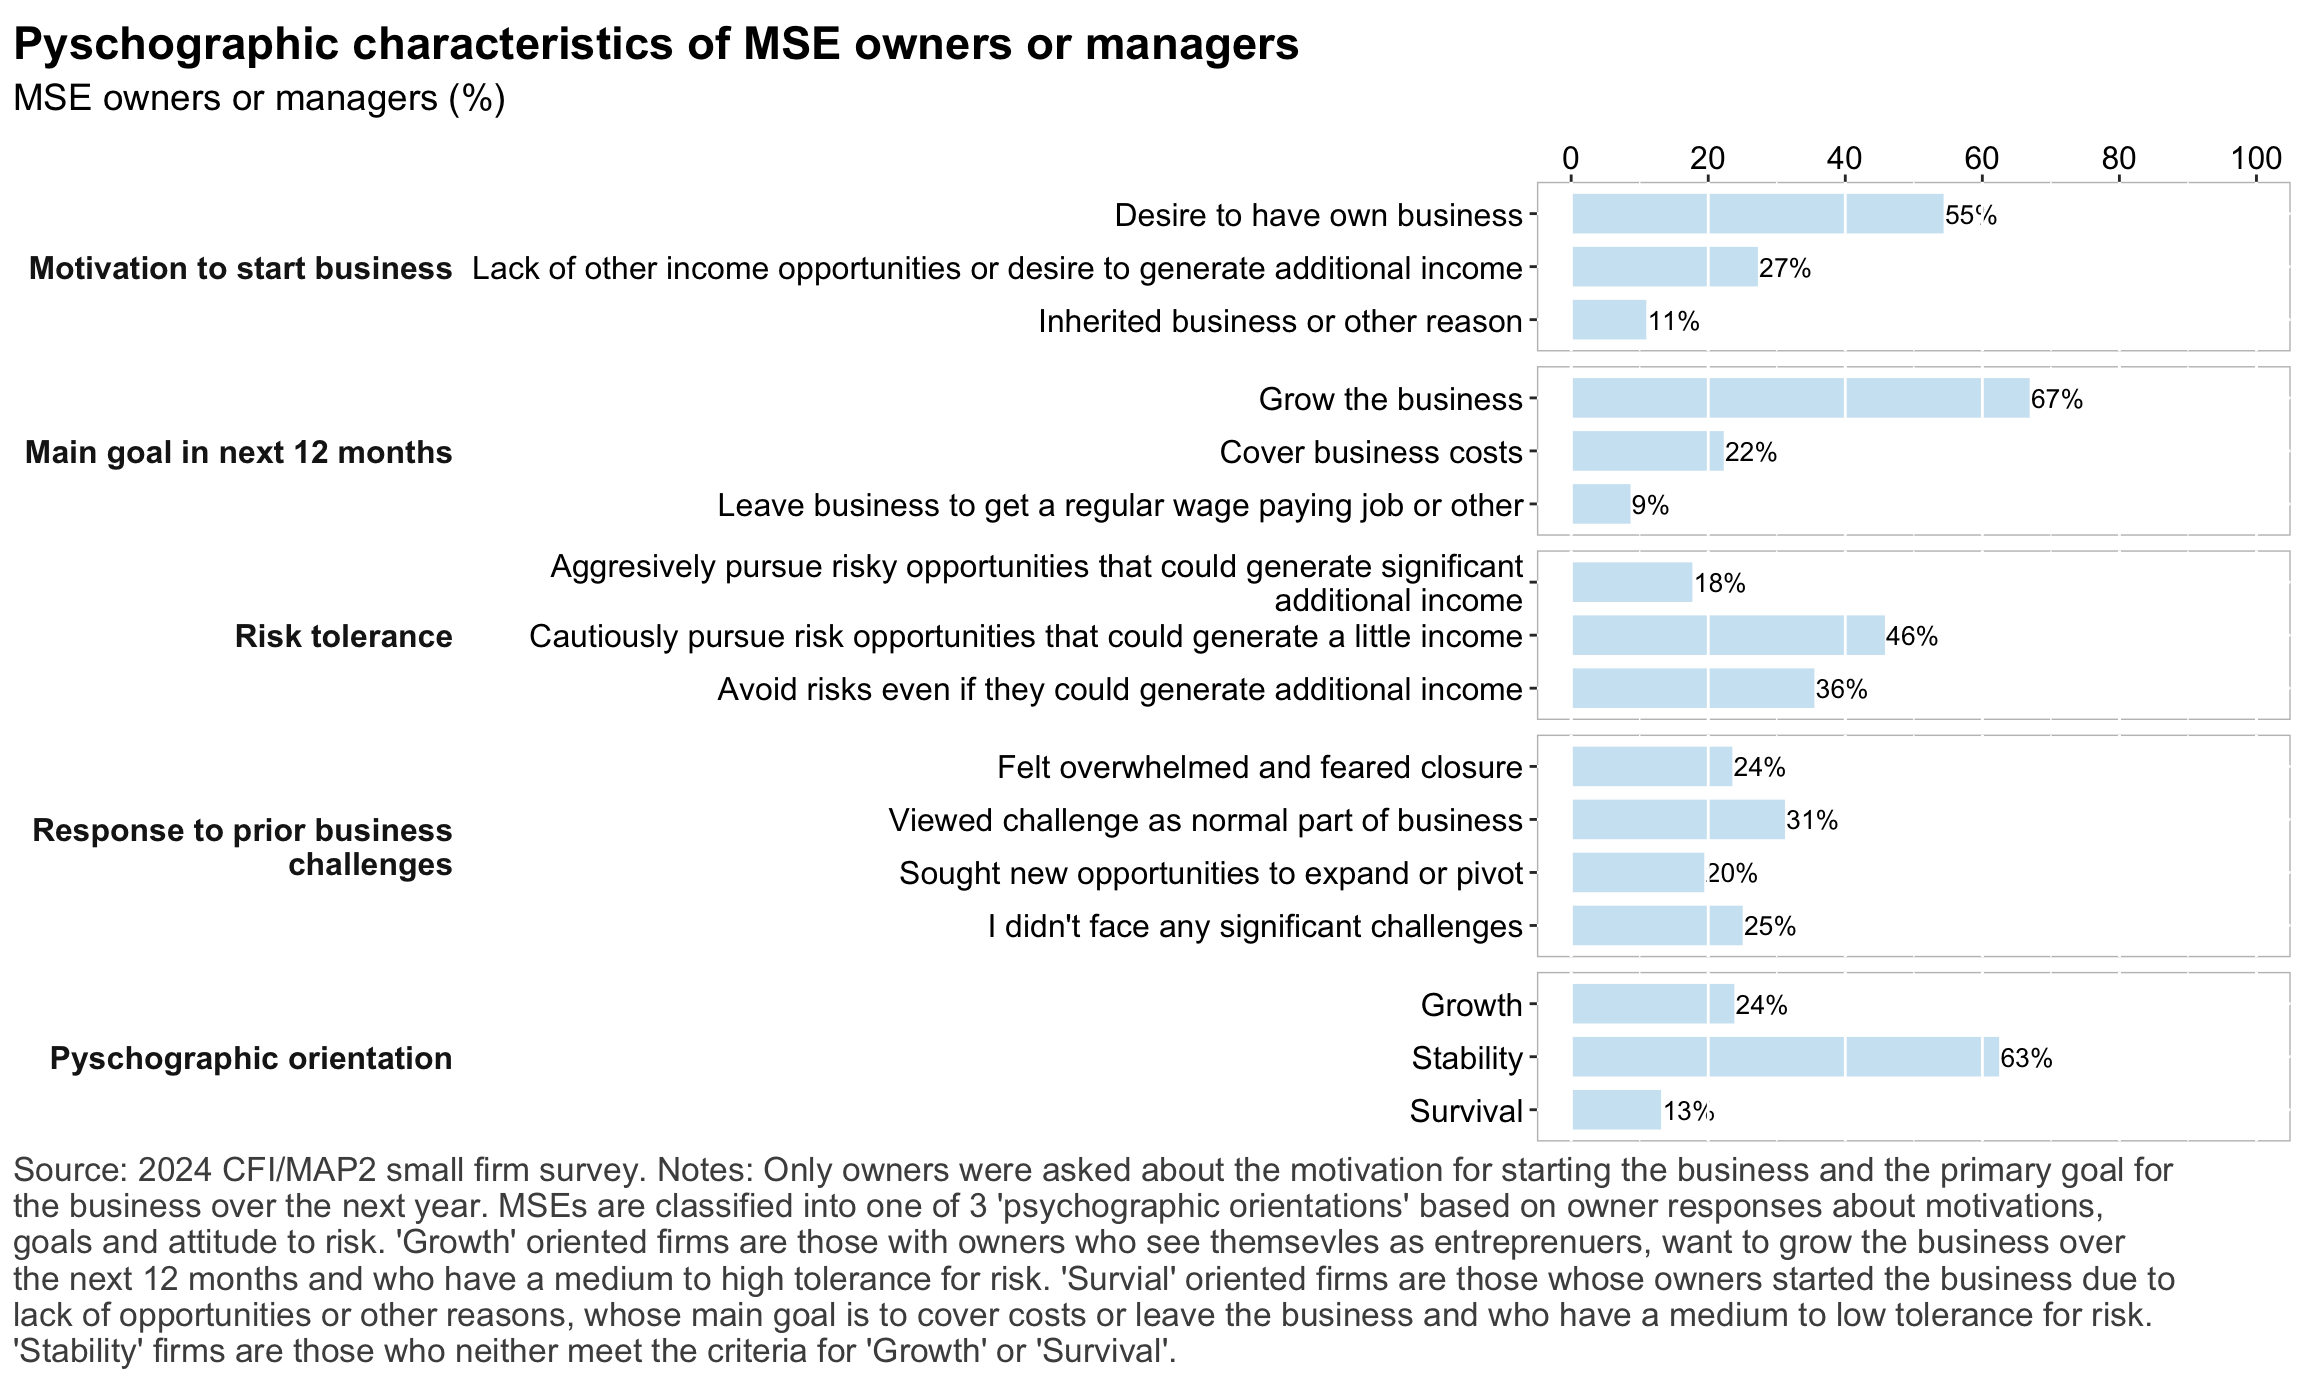 Pyschographic characteristics of MSE owners or managers
MSE owners or managers (%)
0 20 40 60 80 100
Motivation to start business
Desire to have own business 55%
Lack of other income opportunities or desire to generate additional income 27%
Inherited business or other reason 11%
Main goal in next 12 months
Grow the business 67%
Cover business costs 22%
Leave business to get a regular wage paying job or other 9%
Risk tolerance
Aggresively pursue risky opportunities that could generate significant
additional income 18%
Cautiously pursue risk opportunities that could generate a little income 46%
Avoid risks even if they could generate additional income 36%
Response to prior business
challenges
Felt overwhelmed and feared closure 24%
Viewed challenge as normal part of business 31%
Sought new opportunities to expand or pivot 20%
I didn't face any significant challenges 25%
Pyschographic orientation
Growth 24%
Stability 63%
Survival 13%
Source: 2024 CFI/MAP2 small firm survey. Notes: Only owners were asked about the motivation for starting the business and the primary goal for
the business over the next year. MSEs are classified into one of 3 'psychographic orientations' based on owner responses about motivations,
goals and attitude to risk. 'Growth' oriented firms are those with owners who see themsevles as entreprenuers, want to grow the business over
the next 12 months and who have a medium to high tolerance for risk. 'Survial' oriented firms are those whose owners started the business due to
lack of opportunities or other reasons, whose main goal is to cover costs or leave the business and who have a medium to low tolerance for risk.
'Stability' firms are those who neither meet the criteria for 'Growth' or 'Survival'.